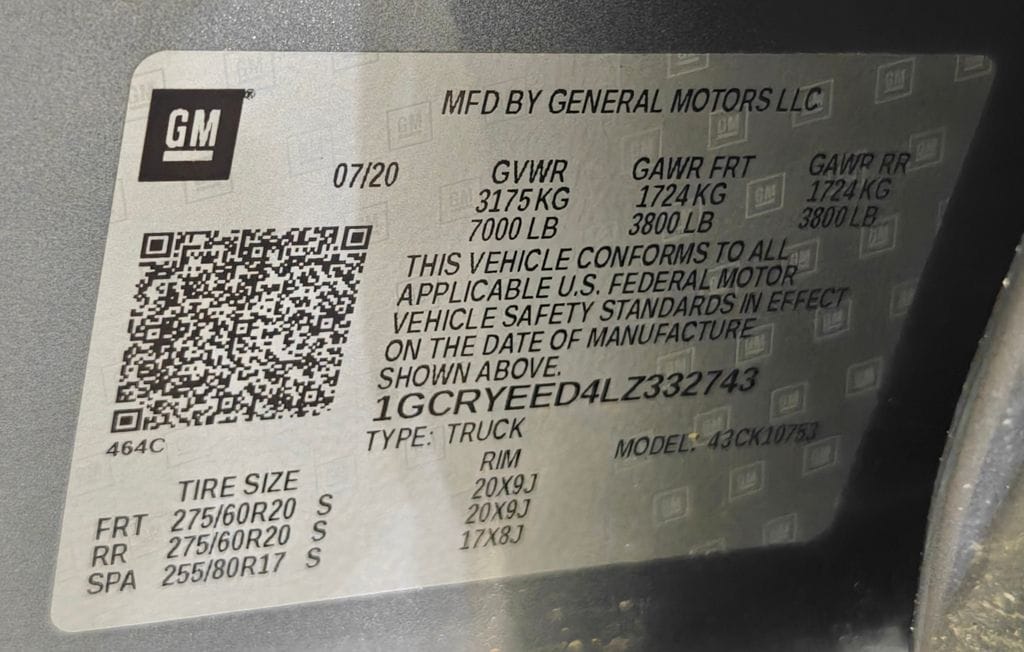 GM
MFD BY GENERAL MOTORS LLC
07/20 GVWR GAWR FRT GAWR RR
3175 KG 1724 KG 1724 KG
7000 LB 3800 LB 3800 LB
THIS VEHICLE CONFORMS TO ALL
APPLICABLE U.S. FEDERAL MOTOR
VEHICLE SAFETY STANDARDS IN EFFECT
ON THE DATE OF MANUFACTURE
SHOWN ABOVE.
1GCRYEED4LZ332743
464C
TYPE: TRUCK MODEL: 43CK10753
TIRE SIZE RIM
FRT 275/60R20 S 20X9J
RR 275/60R20 S 20X9J
SPA 255/80R17 S 17X8J